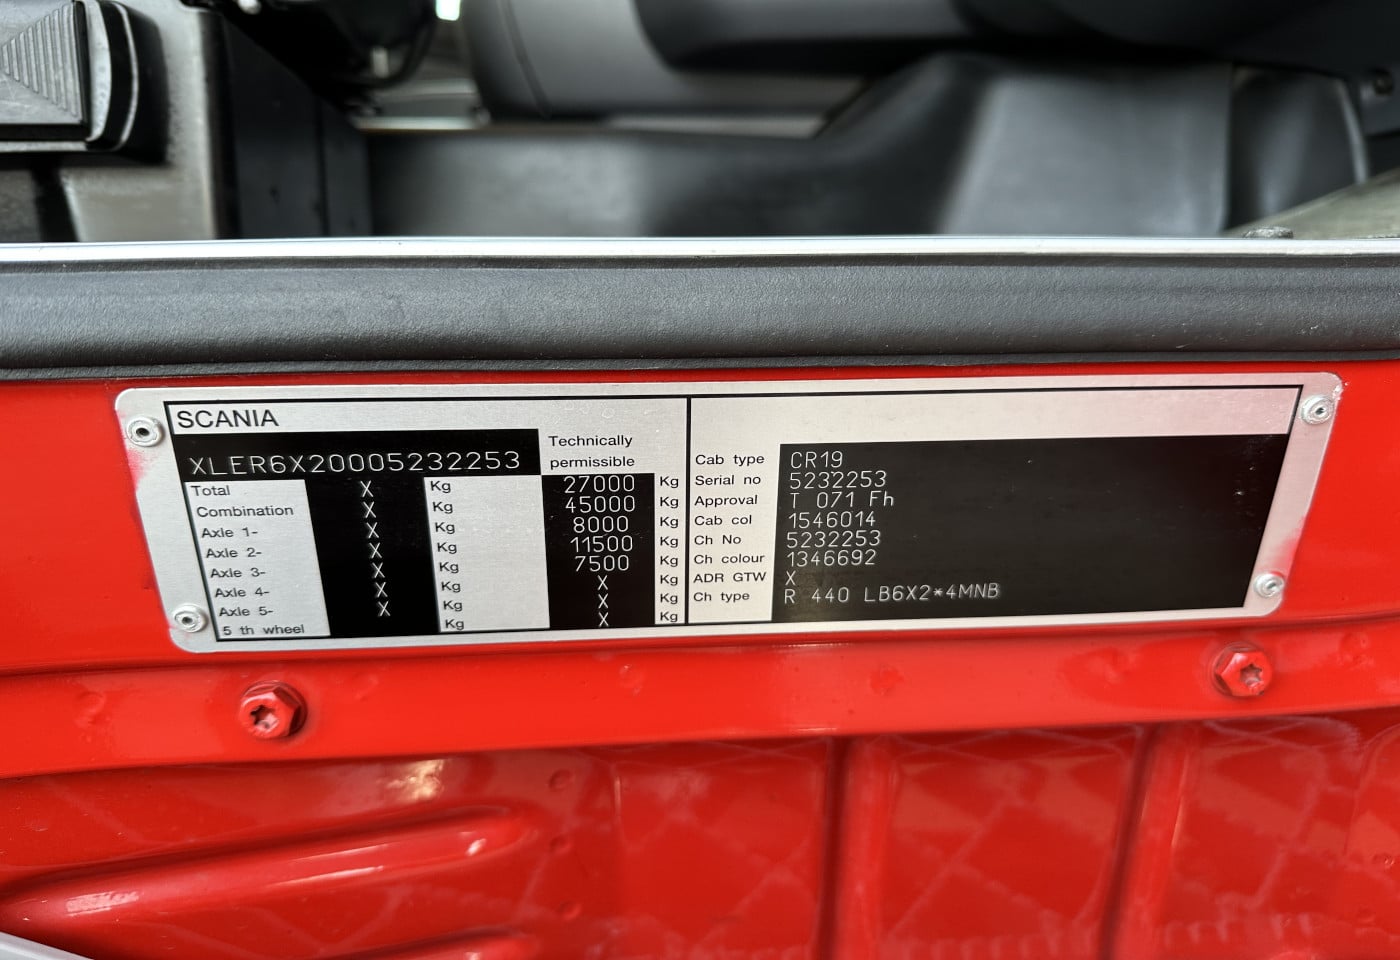 SCANIA
XLER6X20005232253
Technically
permissible
Total X Kg 27000 Kg
Combination X Kg 45000 Kg
Axle 1- X Kg 8000 Kg
Axle 2- X Kg 11500 Kg
Axle 3- X Kg 7500 Kg
Axle 4- X Kg X Kg
Axle 5- X Kg X Kg
5 th wheel Kg X Kg
Cab type CR19
Serial no 5232253
Approval T 071 Fh
Cab col 1546014
Ch No 5232253
Ch colour 1346692
ADR GTW X
Ch type R 440 LB6X2*4MNB